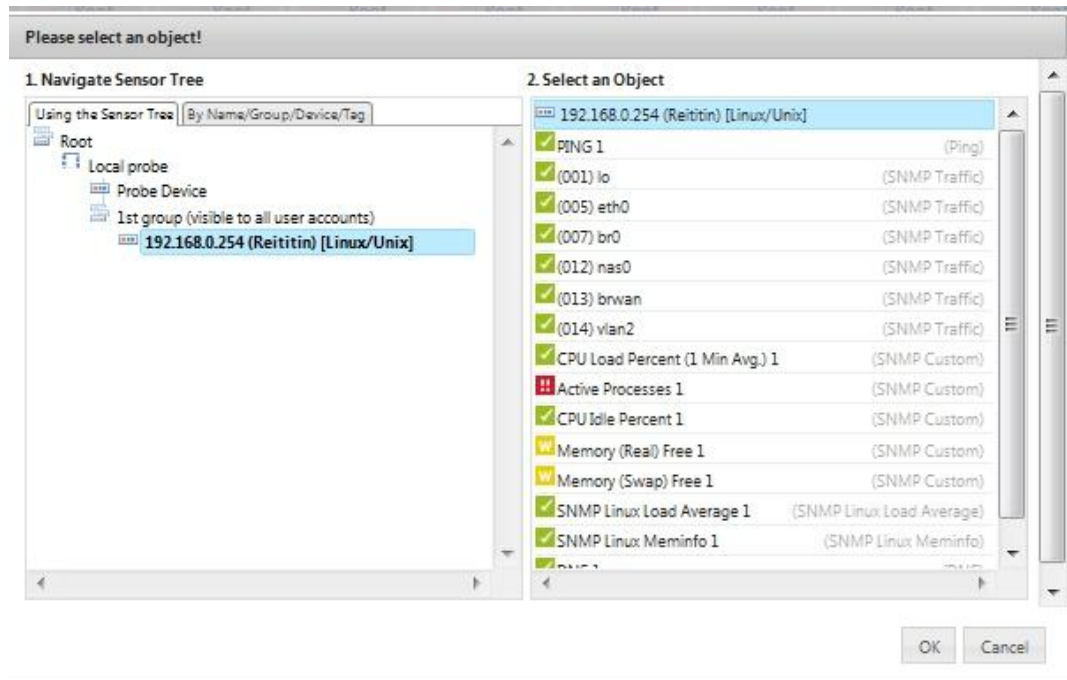 Please select an object!
1. Navigate Sensor Tree
Using the Sensor Tree By Name/Group/Device/Tag
Root
Local probe
Probe Device
1st group (visible to all user accounts)
192.168.0.254 (Reititin) [Linux/Unix]
2. Select an Object
192.168.0.254 (Reititin) [Linux/Unix]
PING 1 (Ping)
(001) lo (SNMP Traffic)
(005) eth0 (SNMP Traffic)
(007) br0 (SNMP Traffic)
(012) nas0 (SNMP Traffic)
(013) brwan (SNMP Traffic)
(014) vlan2 (SNMP Traffic)
CPU Load Percent (1 Min Avg.) 1 (SNMP Custom)
!! Active Processes 1 (SNMP Custom)
CPU Idle Percent 1 (SNMP Custom)
W Memory (Real) Free 1 (SNMP Custom)
W Memory (Swap) Free 1 (SNMP Custom)
SNMP Linux Load Average 1 (SNMP Linux Load Average)
SNMP Linux Meminfo 1 (SNMP Linux Meminfo)
OK Cancel